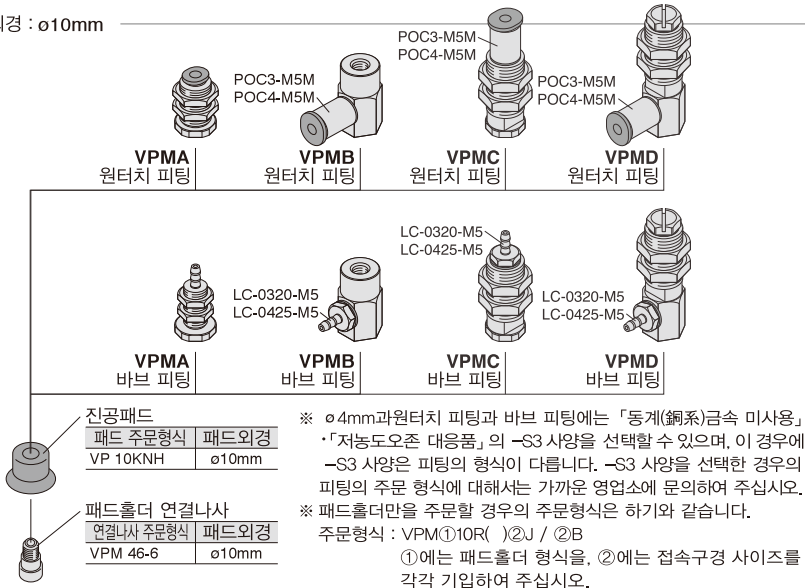 외경 : ø10mm
POC3-M5M
POC4-M5M
POC3-M5M
POC4-M5M
POC3-M5M
POC4-M5M
VPMA
원터치 피팅
VPMB
원터치 피팅
VPMC
원터치 피팅
VPMD
원터치 피팅
LC-0320-M5
LC-0425-M5
LC-0320-M5
LC-0425-M5
LC-0320-M5
LC-0425-M5
VPMA
바브 피팅
VPMB
바브 피팅
VPMC
바브 피팅
VPMD
바브 피팅
진공패드
패드 주문형식 패드외경
VP 10KNH ø10mm
패드홀더 연결나사
연결나사 주문형식 패드외경
VPM 46-6 ø10mm
※ ø4mm과원터치 피팅과 바브 피팅에는 「동계(銅系)금속 미사용」
·「저농도오존 대응품」의 –S3 사양을 선택할 수 있으며, 이 경우에
–S3 사양은 피팅의 형식이 다릅니다. –S3 사양을 선택한 경우의
피팅의 주문 형식에 대해서는 가까운 영업소에 문의하여 주십시오.
※ 패드홀더만을 주문할 경우의 주문형식은 하기와 같습니다.
주문형식 : VPM①10R( )②J / ②B
①에는 패드홀더 형식을, ②에는 접속구경 사이즈를
각각 기입하여 주십시오.